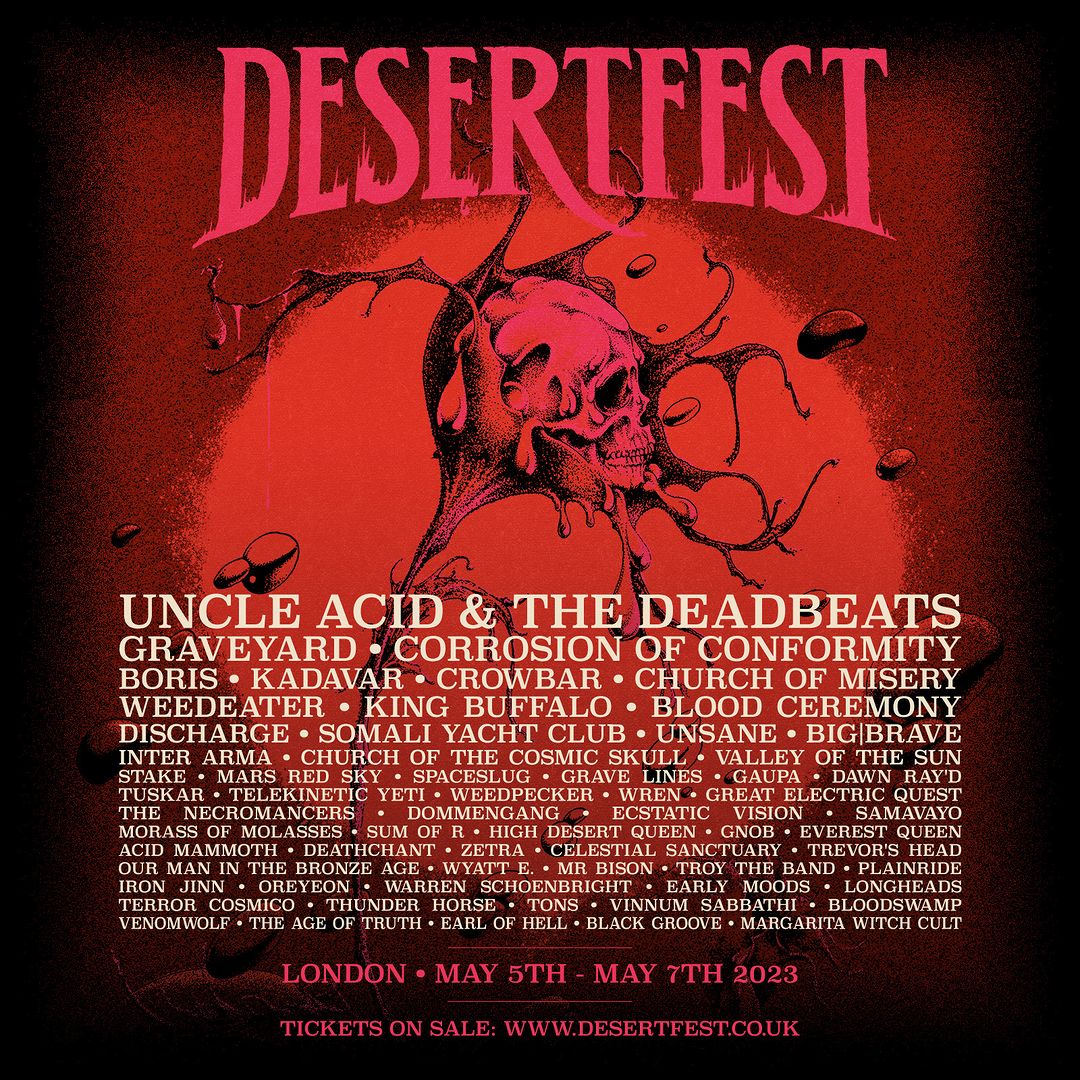 DESERTFEST
UNCLE ACID & THE DEADBEATS
GRAVEYARD • CORROSION OF CONFORMITY
BORIS • KADAVAR • CROWBAR • CHURCH OF MISERY
WEEDEATER • KING BUFFALO • BLOOD CEREMONY
DISCHARGE • SOMALI YACHT CLUB • UNSANE • BIG|BRAVE
INTER ARMA • CHURCH OF THE COSMIC SKULL • VALLEY OF THE SUN
STAKE • MARS RED SKY • SPACESLUG • GRAVE LINES • GAUPA • DAWN RAY'D
TUSKAR • TELEKINETIC YETI • WEEDPECKER • WREN • GREAT ELECTRIC QUEST
THE NECROMANCERS • DOMMENGANG • ECSTATIC VISION • SAMAVAYO
MORASS OF MOLASSES • SUM OF R • HIGH DESERT QUEEN • GNOB • EVEREST QUEEN
ACID MAMMOTH • DEATHCHANT • ZETRA • CELESTIAL SANCTUARY • TREVOR'S HEAD
OUR MAN IN THE BRONZE AGE • WYATT E. • MR BISON • TROY THE BAND • PLAINRIDE
IRON JINN • OREYEON • WARREN SCHOENBRIGHT • EARLY MOODS • LONGHEADS
TERROR COSMICO • THUNDER HORSE • TONS • VINNUM SABBATHI • BLOODSWAMP
VENOMWOLF • THE AGE OF TRUTH • EARL OF HELL • BLACK GROOVE • MARGARITA WITCH CULT
LONDON • MAY 5TH - MAY 7TH 2023
TICKETS ON SALE: WWW.DESERTFEST.CO.UK